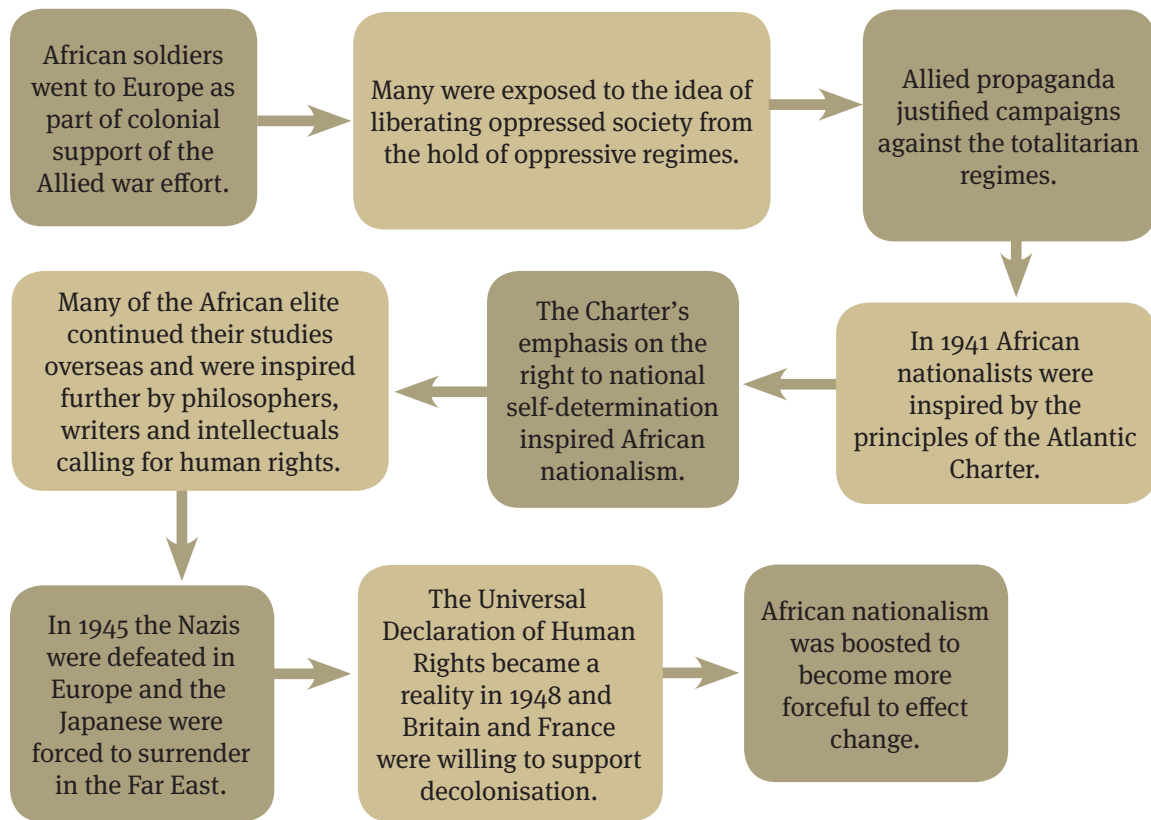 African soldiers
went to Europe as
part of colonial
support of the
Allied war effort.
Many were exposed to the idea of
liberating oppressed society from
the hold of oppressive regimes.
Allied propaganda
justified campaigns
against the totalitarian
regimes.
In 1941 African
nationalists were
inspired by the
principles of the Atlantic
Charter.
The Charter’s
emphasis on the
right to national
self-determination
inspired African
nationalism.
Many of the African elite
continued their studies
overseas and were inspired
further by philosophers,
writers and intellectuals
calling for human rights.
In 1945 the Nazis
were defeated in
Europe and the
Japanese were
forced to surrender
in the Far East.
The Universal
Declaration of Human
Rights became a
reality in 1948 and
Britain and France
were willing to support
decolonisation.
African nationalism
was boosted to
become more
forceful to effect
change.